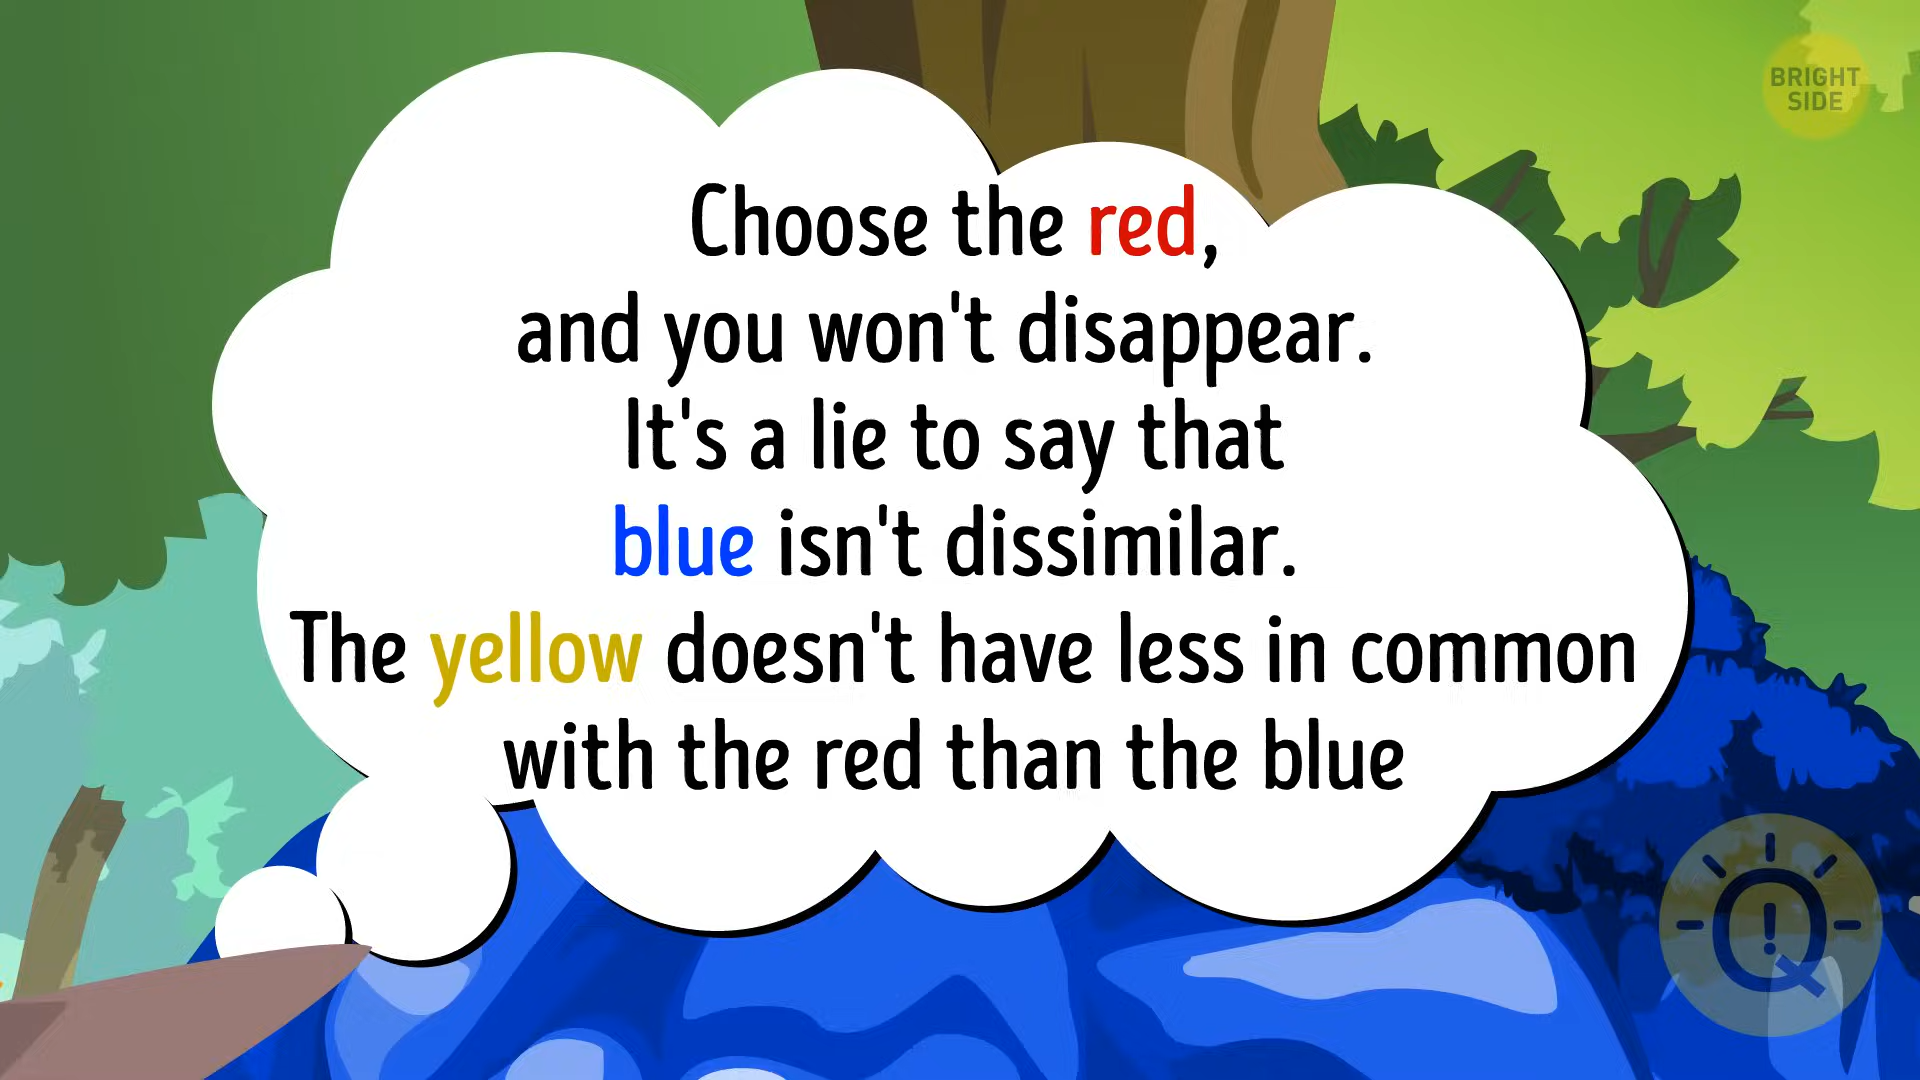 BRIGHT
SIDE
Choose the red,
and you won't disappear.
It's a lie to say that
blue isn't dissimilar.
The yellow doesn't have less in common
with the red than the blue
Q!